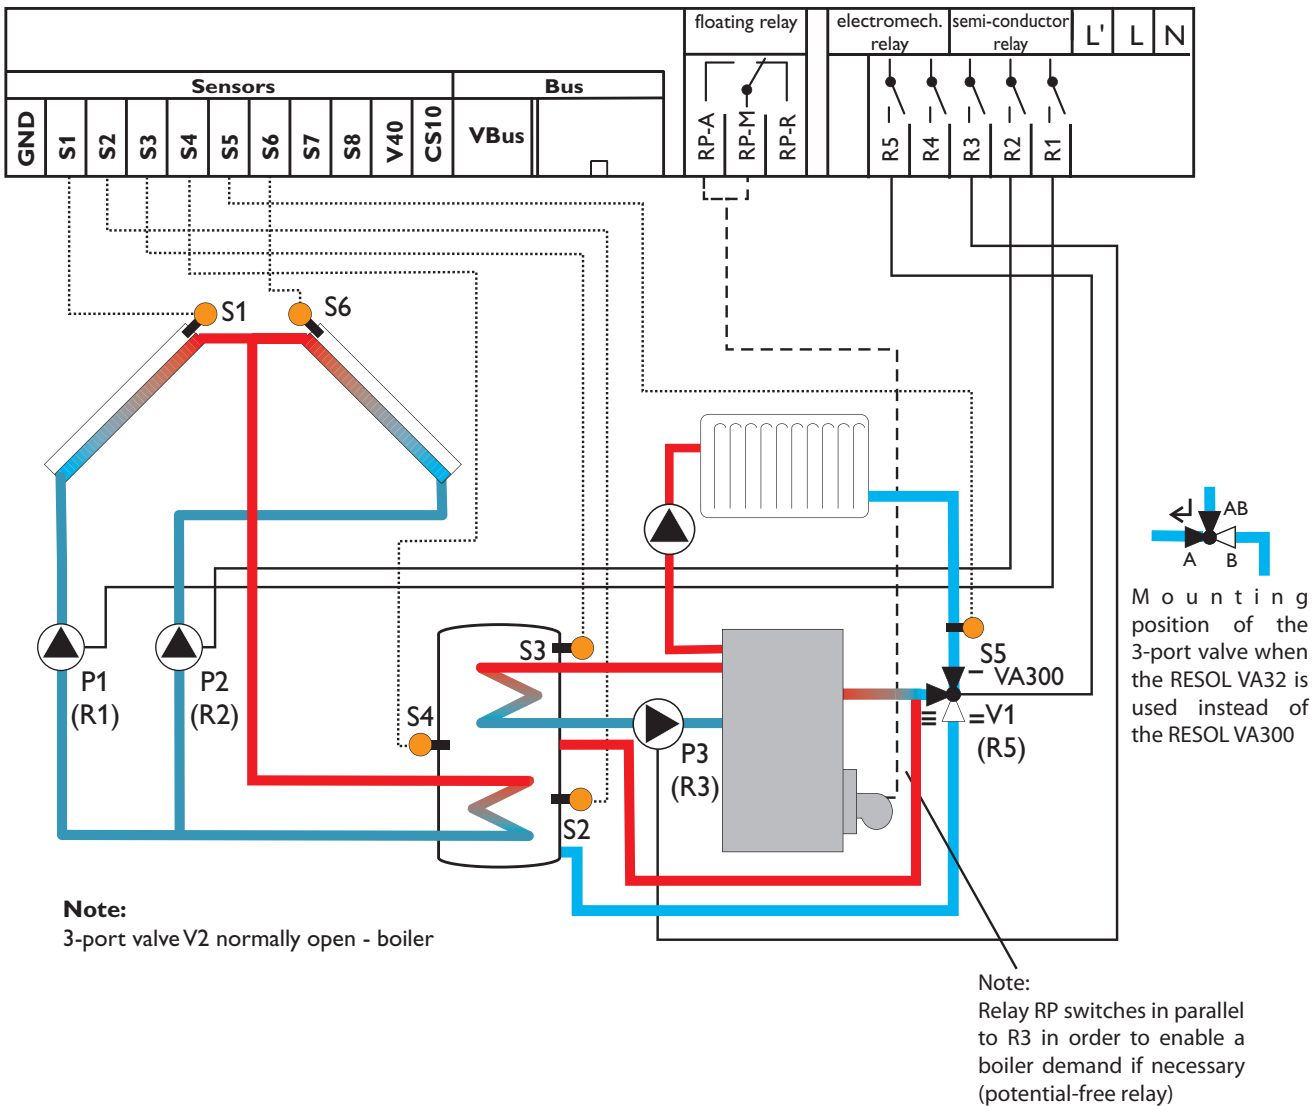 floating relay
electromech. relay
semi-conductor relay
L' L N
Sensors
Bus
GND S1 S2 S3 S4 S5 S6 S7 S8 V40 CS10
VBus
RP-A RP-M RP-R
R5 R4 R3 R2 R1
S1
S6
AB
A
B
Mounting
position of the
3-port valve when
the RESOL VA32 is
used instead of
the RESOL VA300
S3
S5
VA300
P1
(R1)
P2
(R2)
S4
V1
(R5)
P3
(R3)
S2
Note:
3-port valve V2 normally open - boiler
Note:
Relay RP switches in parallel
to R3 in order to enable a
boiler demand if necessary
(potential-free relay)